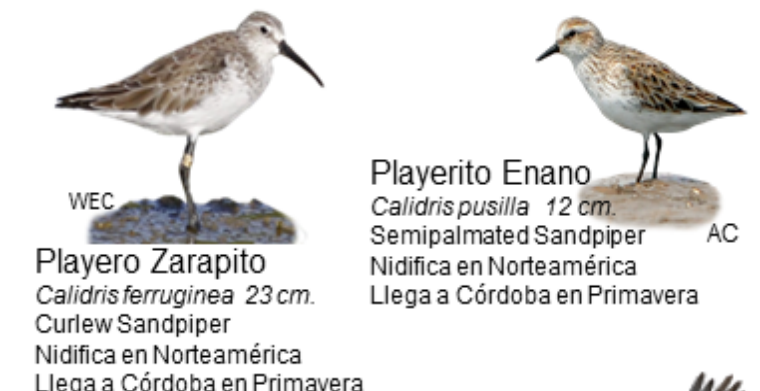 WEC
Playero Zarapito
Calidris ferruginea 23 cm.
Curlew Sandpiper
Nidifica en Norteamérica
Llega a Córdoba en Primavera
Playerito Enano
Calidris pusilla 12 cm.
Semipalmated Sandpiper
AC
Nidifica en Norteamérica
Llega a Córdoba en Primavera